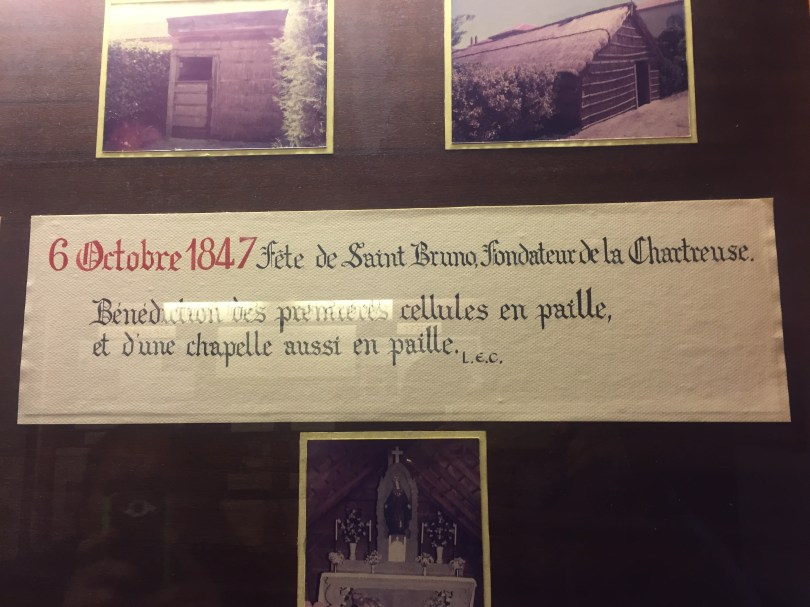 6 Octobre 1847 Fête de Saint Bruno, Fondateur de la Chartreuse.
Bénédiction des premières cellules en paille,
et d'une chapelle aussi en paille. L.E.C.